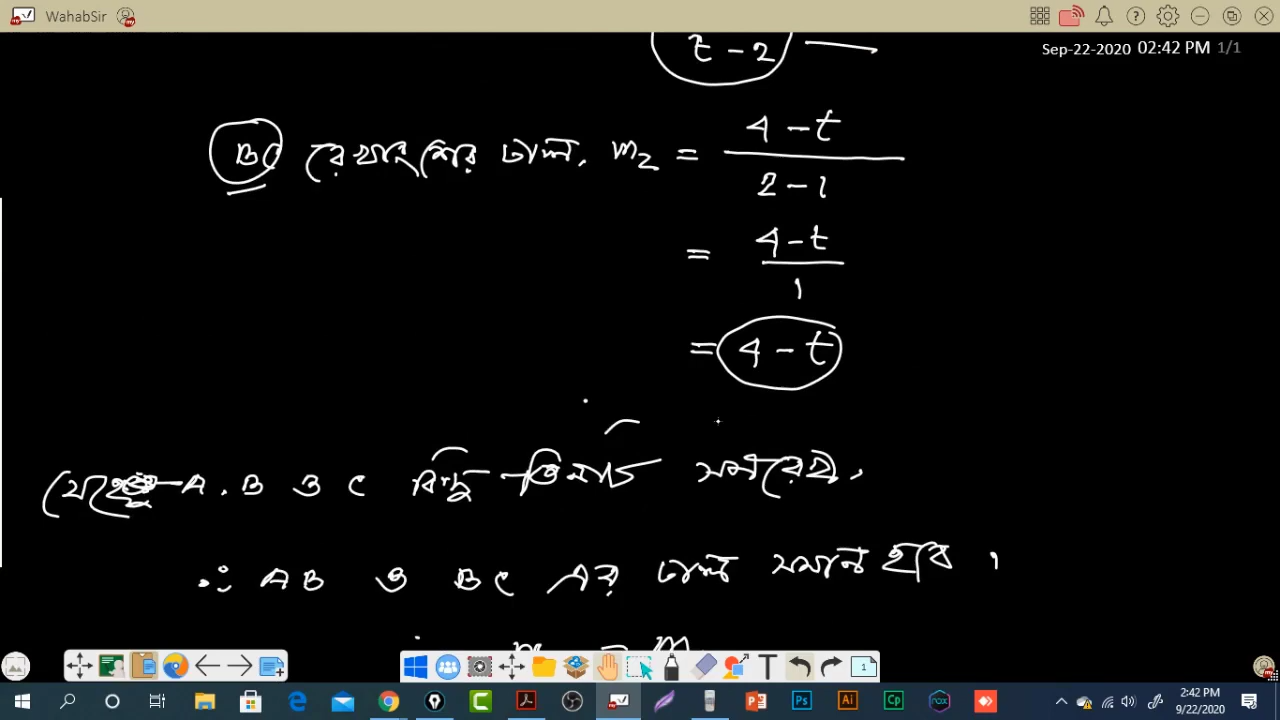 WahabSir
Sep-22-2020 02:42 PM 1/1
t - 2
BC রেখাংশের ঢাল, m₂ = (4 - t)/(2 - 1)
= (4 - t)/1
= 4 - t
যেহেতু A, B ও C বিন্দু তিনটি সমরেখ,
∴ AB ও BC এর ঢাল সমান হবে ।
2:42 PM
9/22/2020